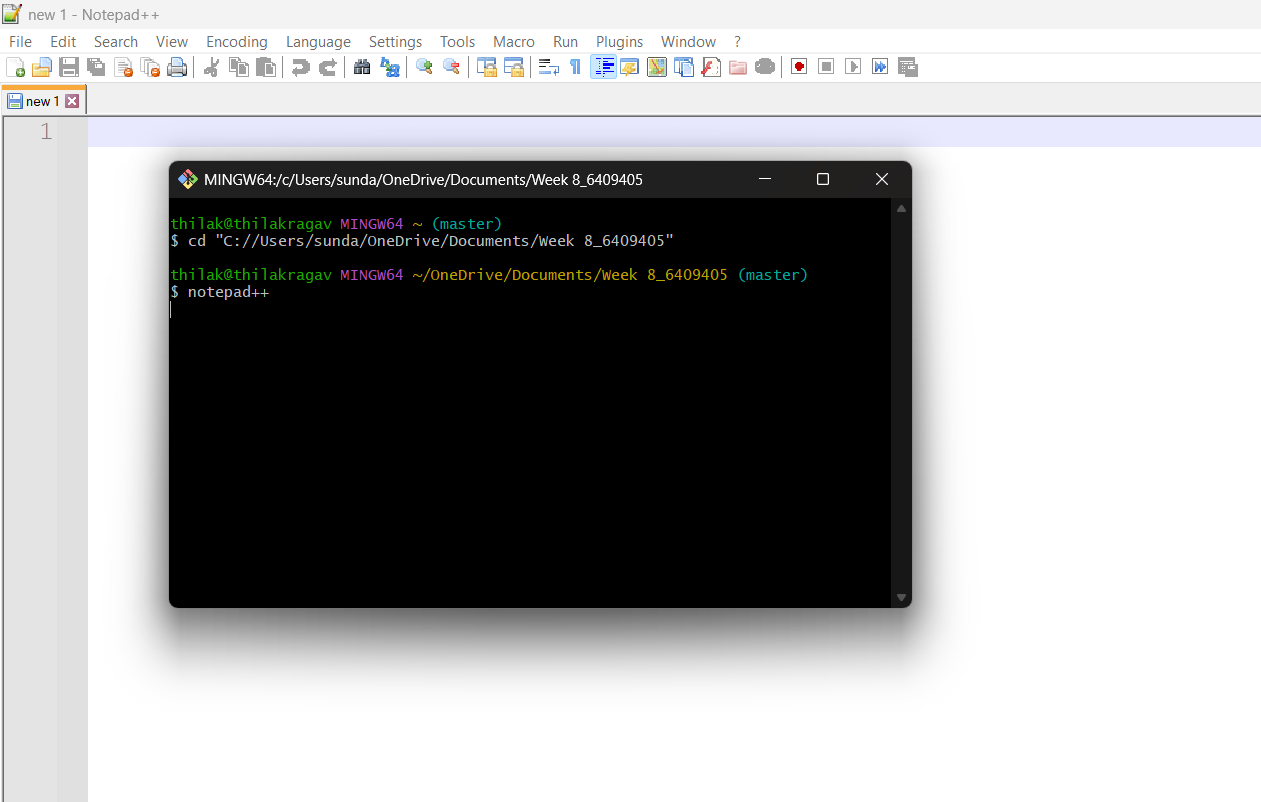 new 1 - Notepad++
File Edit Search View Encoding Language Settings Tools Macro Run Plugins Window ?
new 1
1
MINGW64:/c/Users/sunda/OneDrive/Documents/Week 8_6409405
thilak@thilakragav MINGW64 ~ (master)
$ cd "C://Users/sunda/OneDrive/Documents/Week 8_6409405"
thilak@thilakragav MINGW64 ~/OneDrive/Documents/Week 8_6409405 (master)
$ notepad++